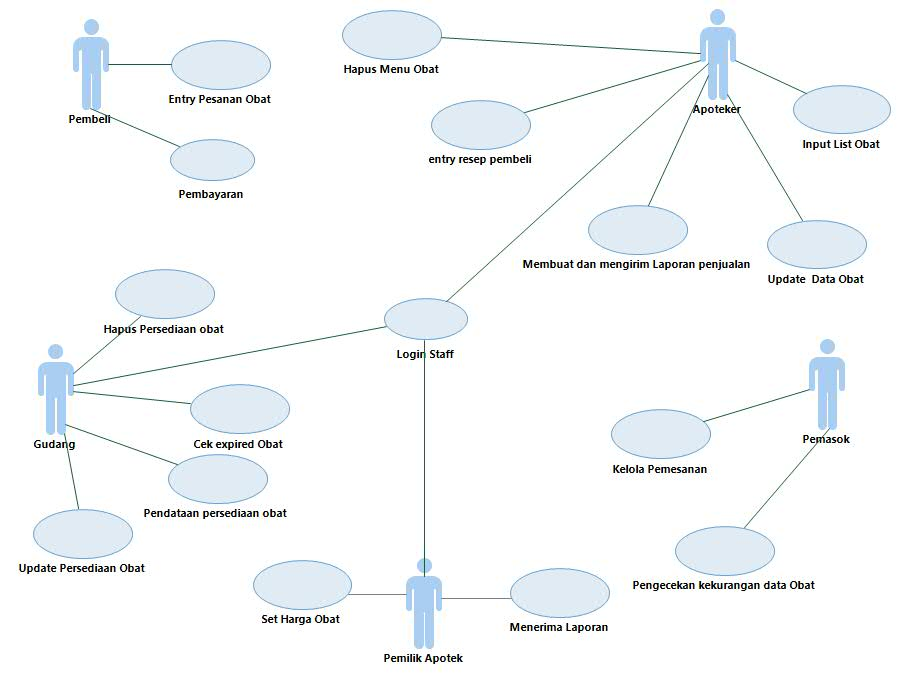 Hapus Menu Obat
Entry Pesanan Obat
Pembeli
Apoteker
Input List Obat
entry resep pembeli
Pembayaran
Membuat dan mengirim Laporan penjualan
Update  Data Obat
Hapus Persediaan obat
Login Staff
Gudang
Cek expired Obat
Pemasok
Kelola Pemesanan
Pendataan persediaan obat
Update Persediaan Obat
Pengecekan kekurangan data Obat
Set Harga Obat
Menerima Laporan
Pemilik Apotek